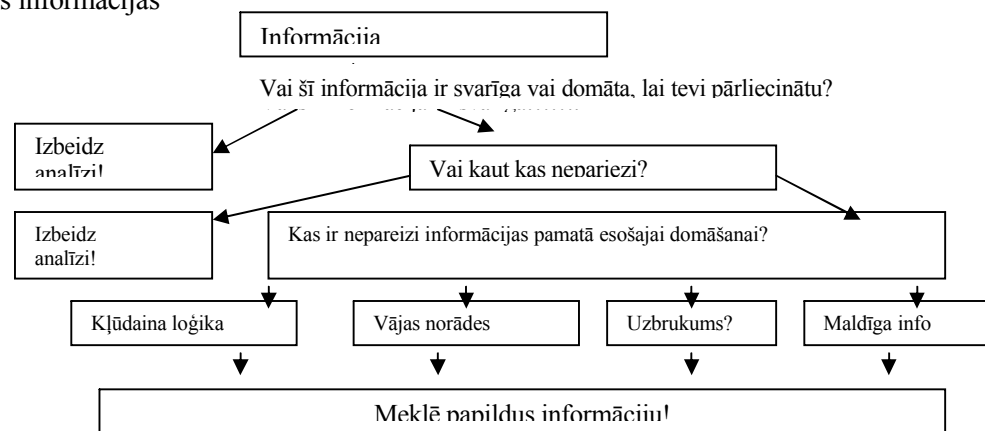 s informācijas
Informācija
Vai šī informācija ir svarīga vai domāta, lai tevi pārliecinātu?
Izbeidz
analīzi!
Vai kaut kas nepariezi?
Izbeidz
analīzi!
Kas ir nepareizi informācijas pamatā esošajai domāšanai?
Kļūdaina loģika
Vājas norādes
Uzbrukums?
Maldīga info
Meklē papildus informāciju!